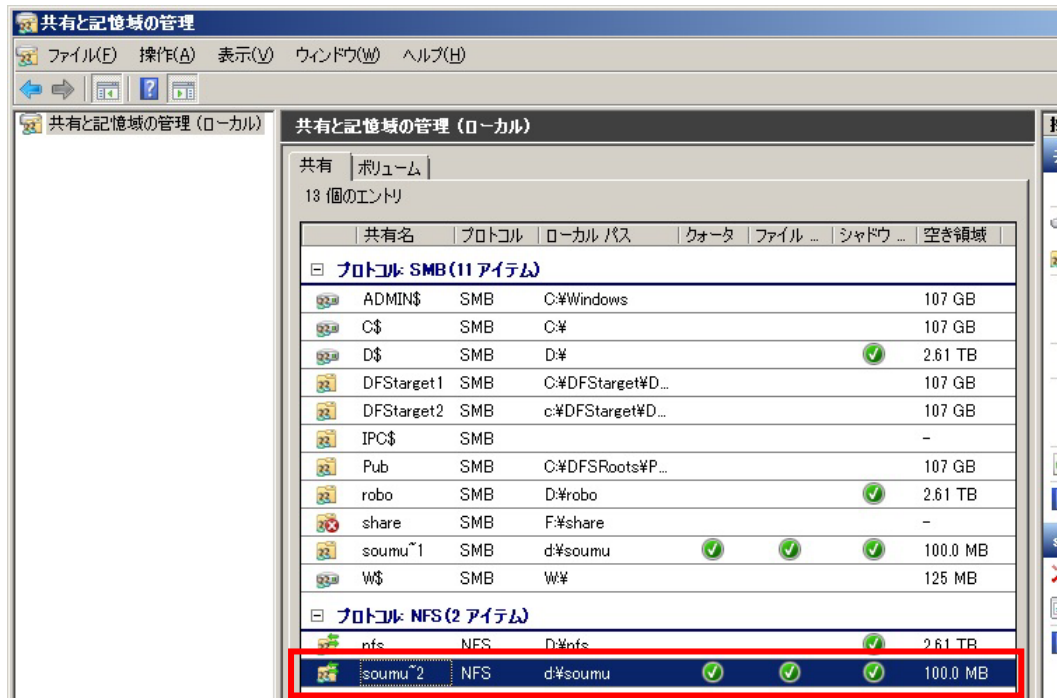 共有と記憶域の管理
ファイル(F) 操作(A) 表示(V) ウィンドウ(W) ヘルプ(H)
共有と記憶域の管理 (ローカル)
共有と記憶域の管理 (ローカル)
共有 ボリューム
13 個のエントリ
共有名 プロトコル ローカル パス クォータ ファイル ... シャドウ ... 空き領域
プロトコル: SMB (11 アイテム)
ADMIN$ SMB C:¥Windows 107 GB
C$ SMB C:¥ 107 GB
D$ SMB D:¥ 2.61 TB
DFStarget1 SMB C:¥DFStarget¥D... 107 GB
DFStarget2 SMB c:¥DFStarget¥D... 107 GB
IPC$ SMB -
Pub SMB C:¥DFSRoots¥P... 107 GB
robo SMB D:¥robo 2.61 TB
share SMB F:¥share -
soumu~1 SMB d:¥soumu 100.0 MB
W$ SMB W:¥ 125 MB
プロトコル: NFS (2 アイテム)
nfs NFS D:¥nfs 2.61 TB
soumu~2 NFS d:¥soumu 100.0 MB